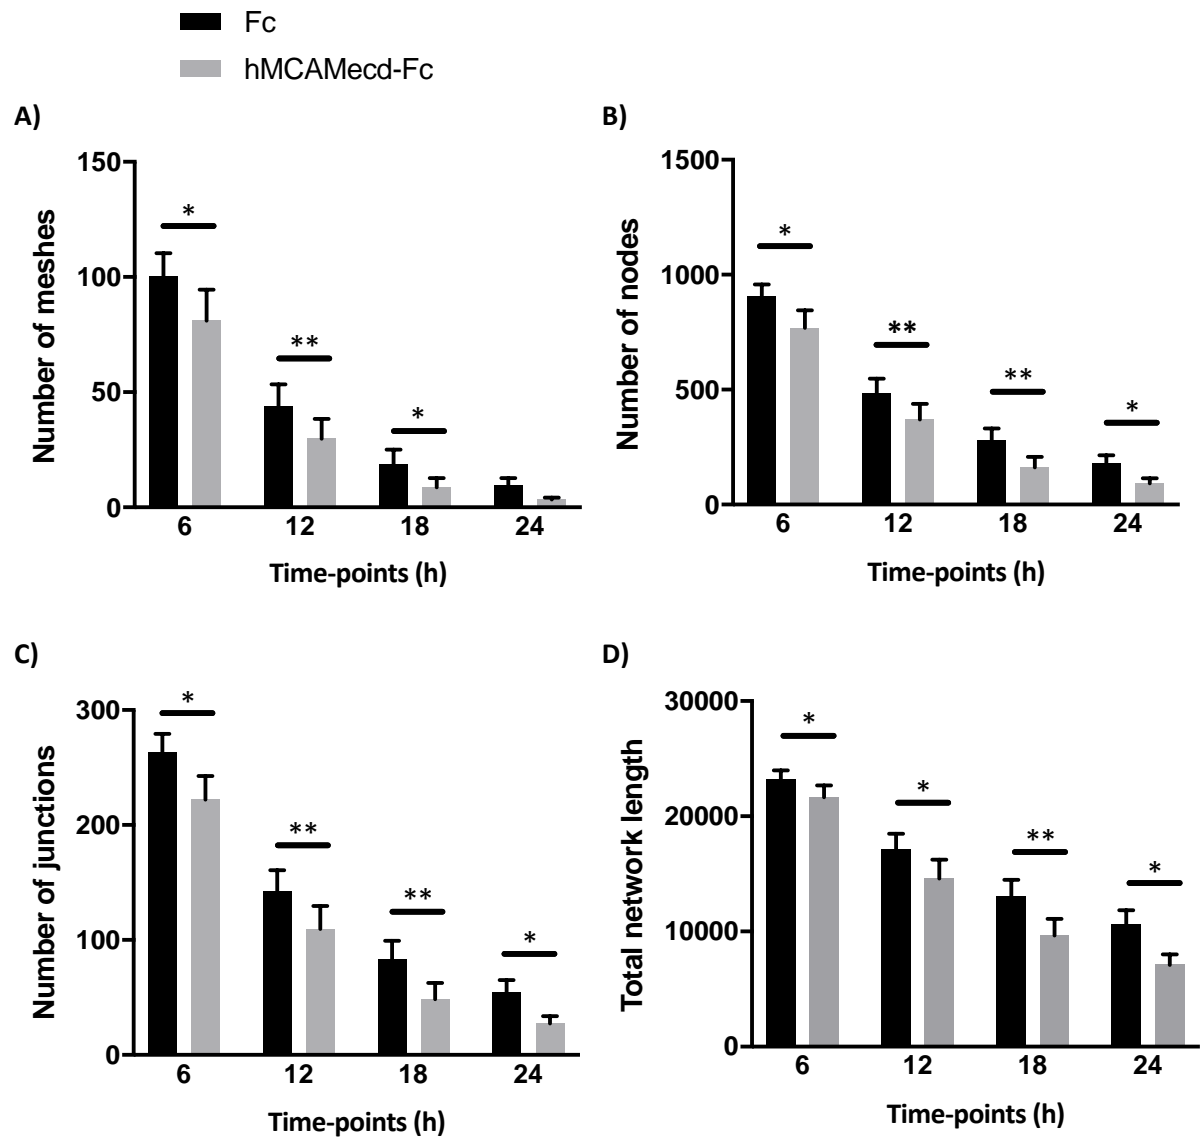 Fc
hMCAMecd-Fc
A)
150
100
50
0
Number of meshes
*
**
*
6 12 18 24
Time-points (h)
B)
1500
1000
500
0
Number of nodes
*
**
**
*
6 12 18 24
Time-points (h)
C)
300
200
100
0
Number of junctions
*
**
**
*
6 12 18 24
Time-points (h)
D)
30000
20000
10000
0
Total network length
*
*
**
*
6 12 18 24
Time-points (h)